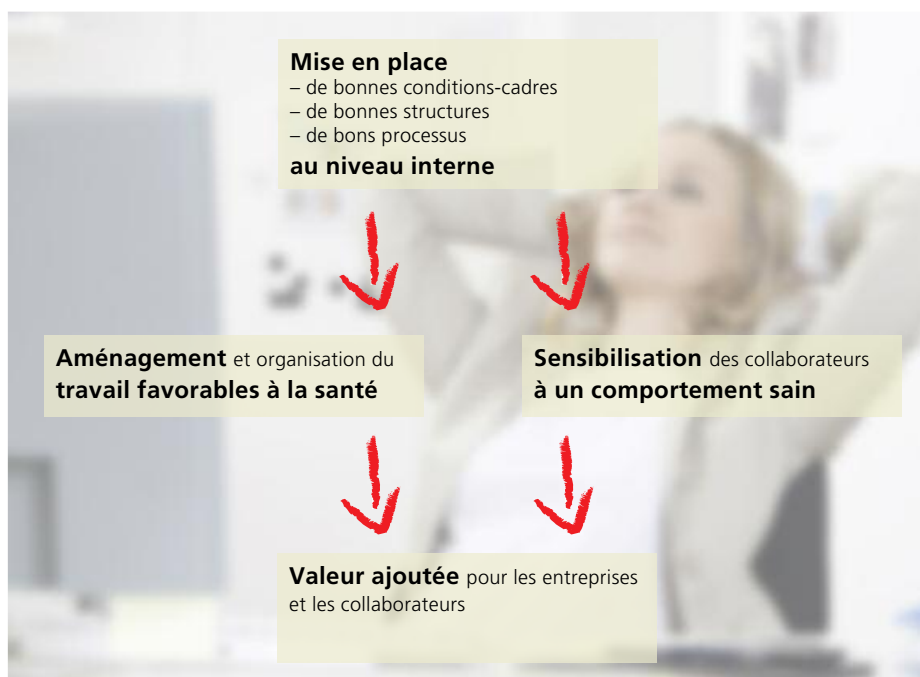 Mise en place
– de bonnes conditions-cadres
– de bonnes structures
– de bons processus
au niveau interne
Aménagement et organisation du
travail favorables à la santé
Sensibilisation des collaborateurs
à un comportement sain
Valeur ajoutée pour les entreprises
et les collaborateurs